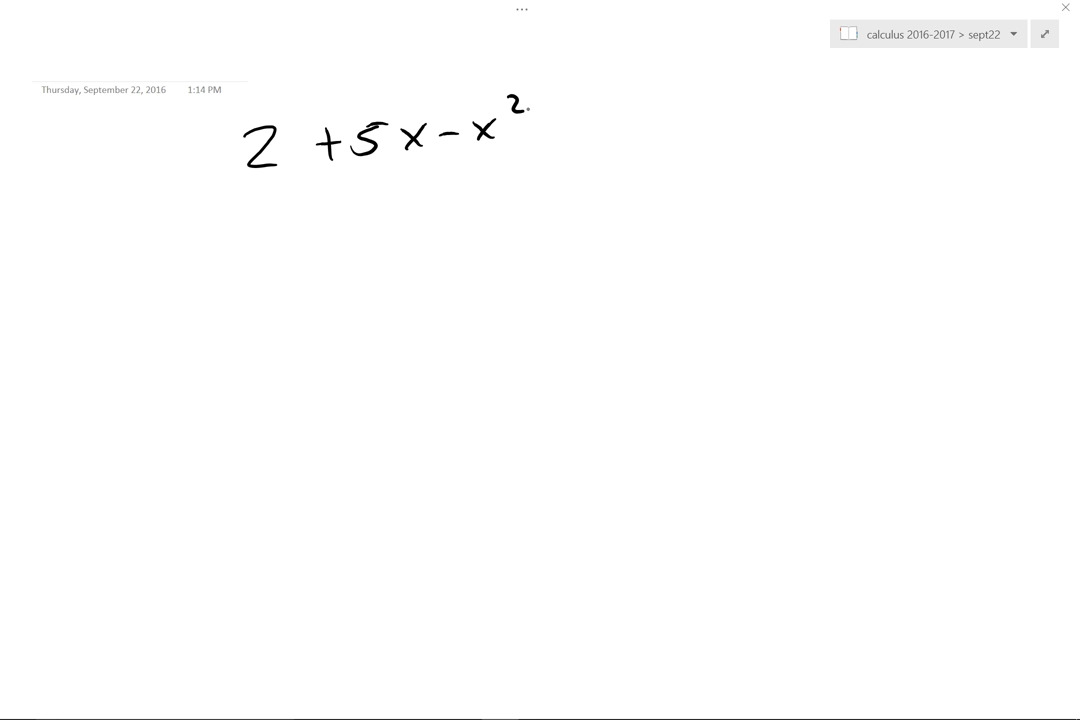 ...
calculus 2016-2017 > sept22
Thursday, September 22, 2016 1:14 PM
2 +5x-x²